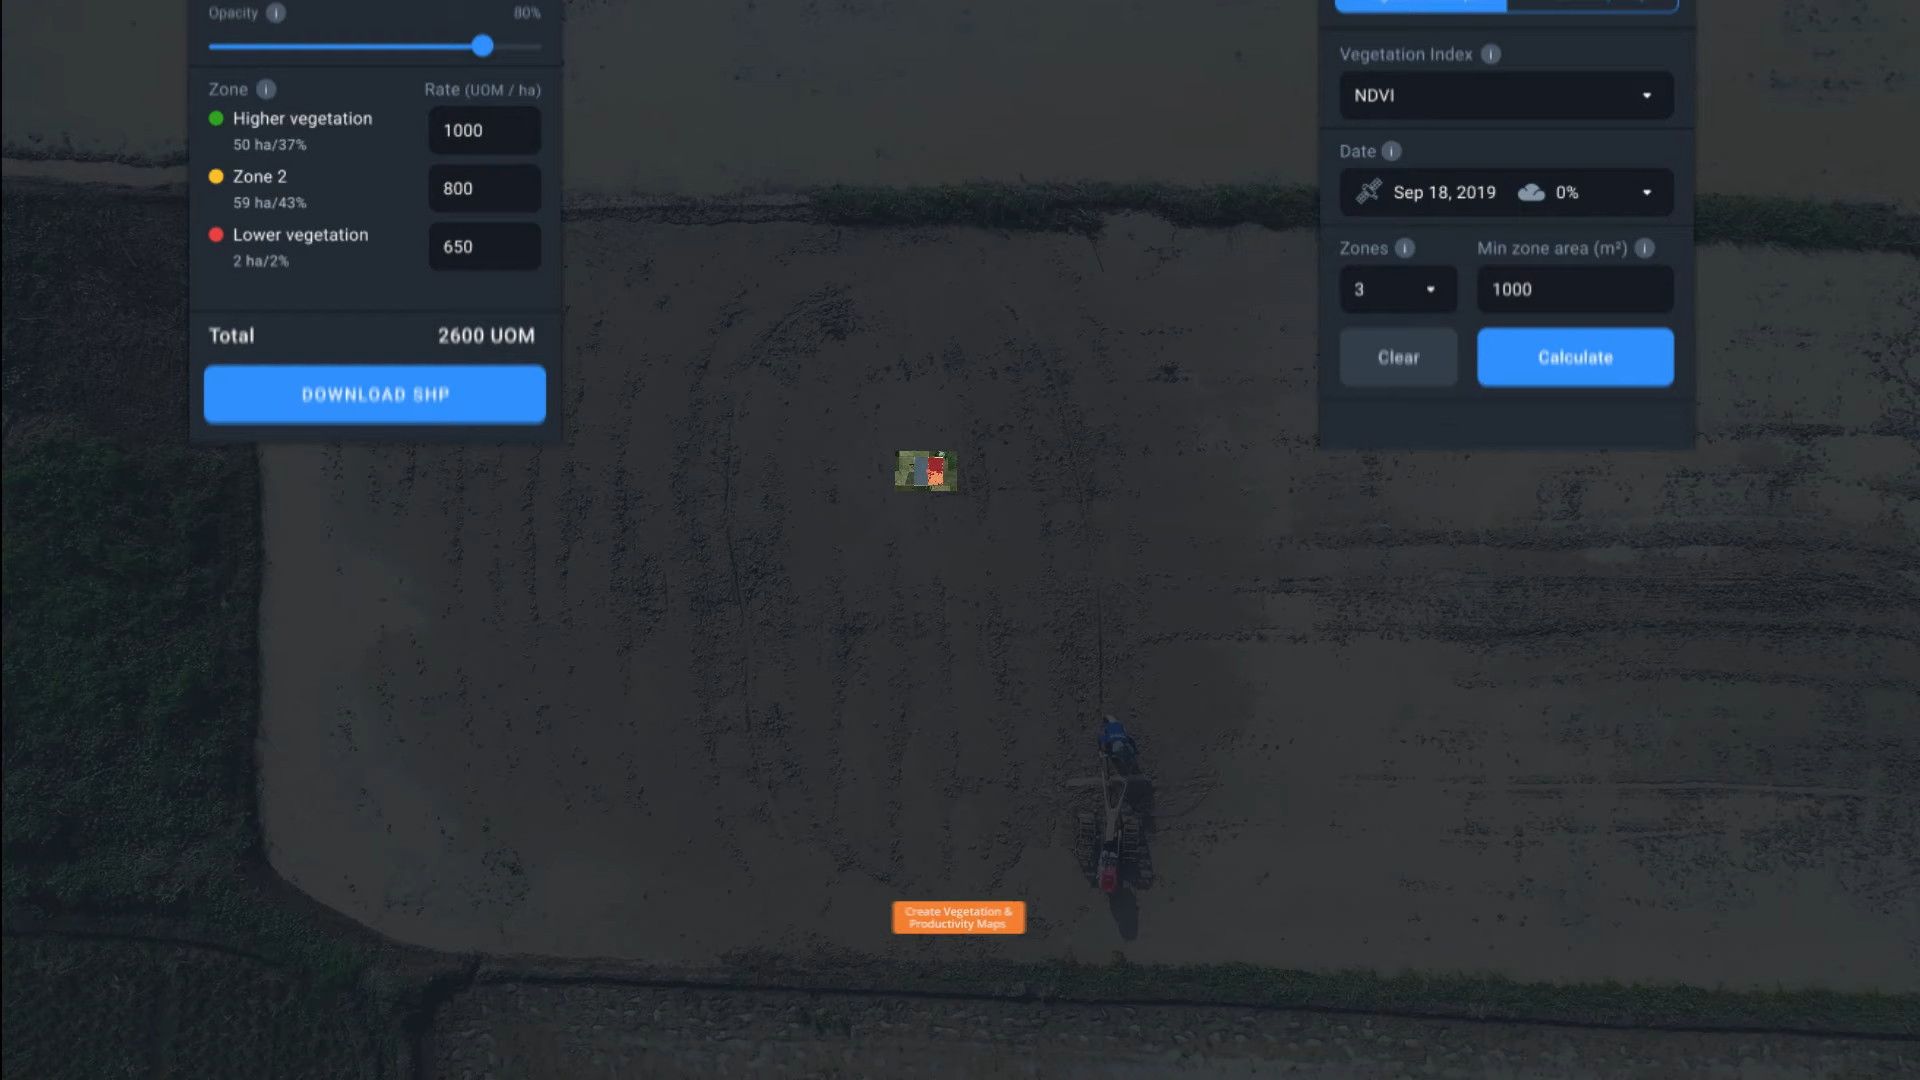 Opacity 80%
Zone Rate (UOM / ha)
Higher vegetation 1000
50 ha/37%
Zone 2 800
59 ha/43%
Lower vegetation 650
2 ha/2%
Total 2600 UOM
DOWNLOAD SHP
Vegetation Index
NDVI
Date
Sep 18, 2019 0%
Zones Min zone area (m²)
3 1000
Clear Calculate
Create Vegetation &
Productivity Maps